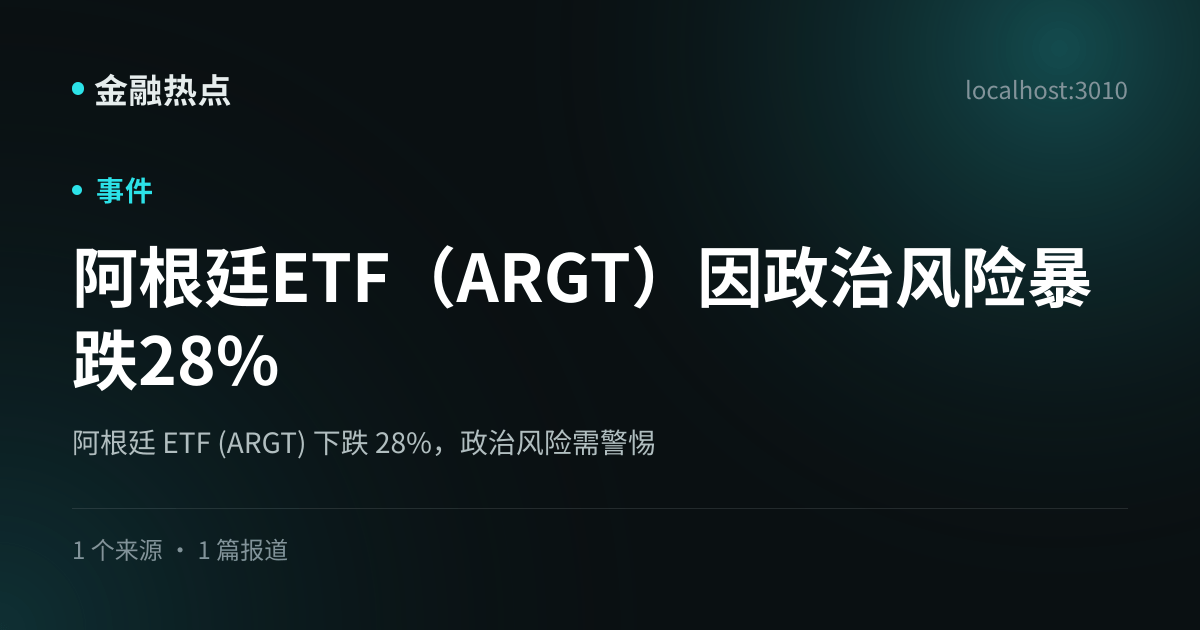 金融热点
localhost:3010
事件
阿根廷ETF（ARGT）因政治风险暴
跌28%
阿根廷 ETF (ARGT) 下跌 28%，政治风险需警惕
1 个来源 · 1 篇报道